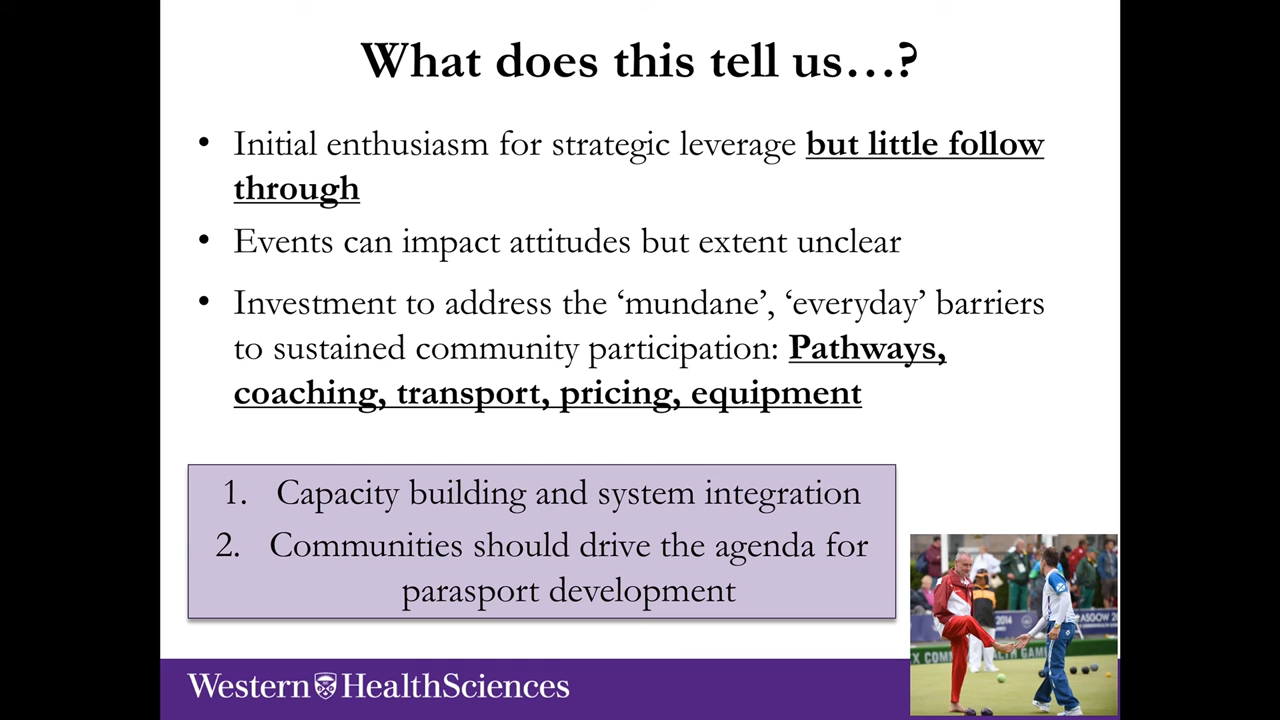 What does this tell us…?
• Initial enthusiasm for strategic leverage but little follow
through
• Events can impact attitudes but extent unclear
• Investment to address the ‘mundane’, ‘everyday’ barriers
to sustained community participation: Pathways,
coaching, transport, pricing, equipment
1. Capacity building and system integration
2. Communities should drive the agenda for
parasport development
2014
Western HealthSciences